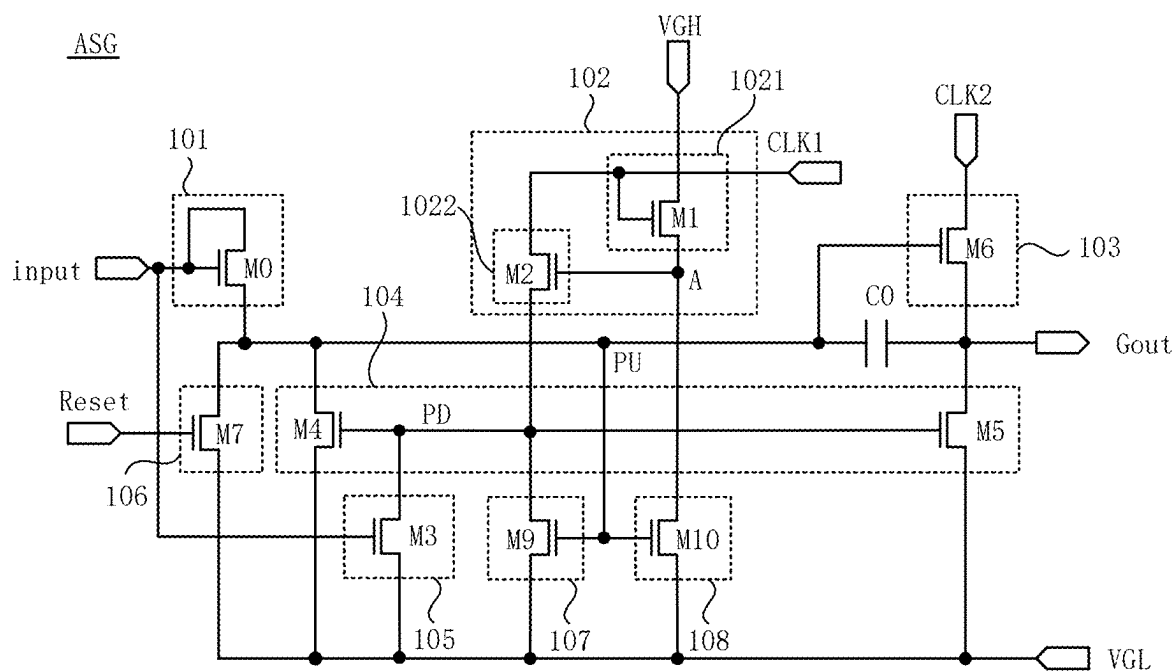 ASG
VGH
102
1021
CLK2
101
CLK1
1022
M1
M6
103
input
M0
M2
A
104
C0
PU
Gout
Reset
PD
M7
M4
M5
106
M3
M9
M10
105
107
108
VGL